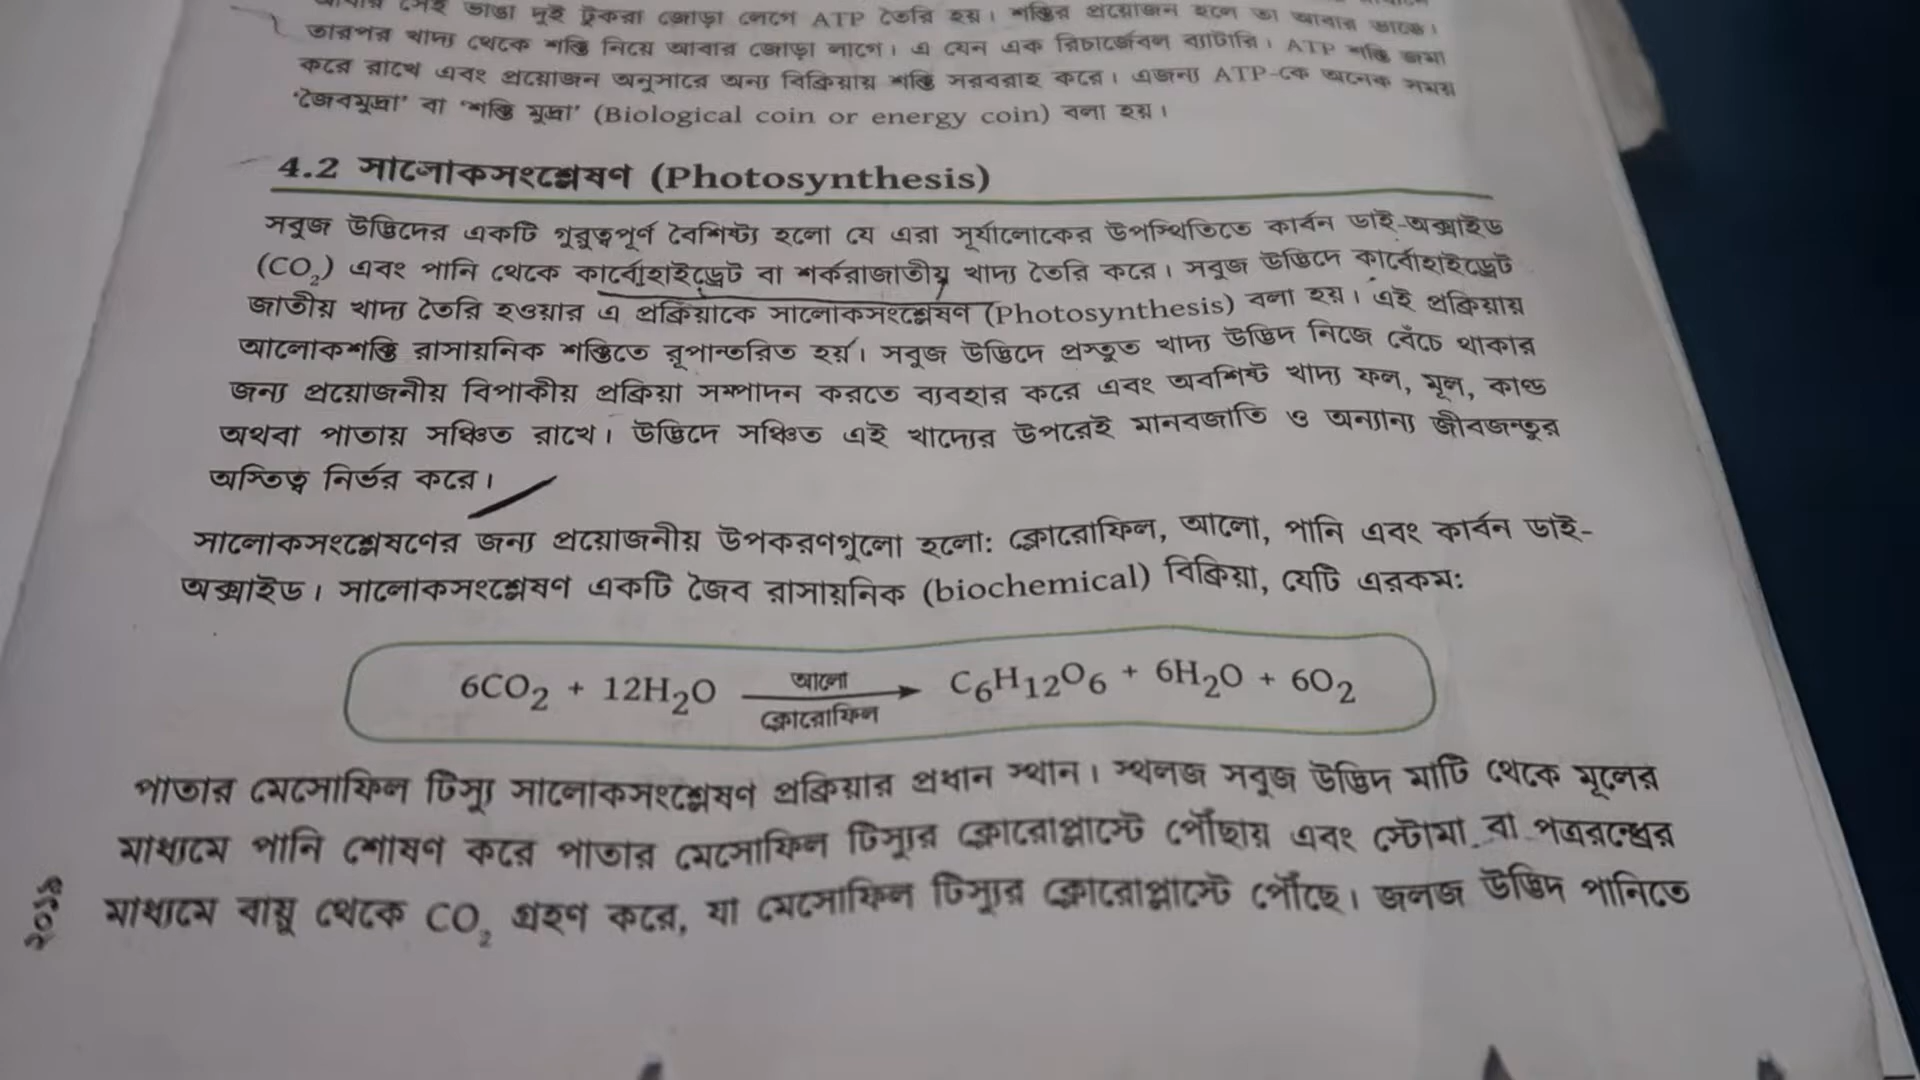 আবার সেই ভাঙা দুই টুকরা জোড়া লেগে ATP তৈরি হয়। শক্তির প্রয়োজন হলে তা আবার ভাঙে।
তারপর খাদ্য থেকে শক্তি নিয়ে আবার জোড়া লাগে। এ যেন এক রিচার্জেবল ব্যাটারি। ATP শক্তি জমা
করে রাখে এবং প্রয়োজন অনুসারে অন্য বিক্রিয়ায় শক্তি সরবরাহ করে। এজন্য ATP-কে অনেক সময়
‘জৈবমুদ্রা’ বা ‘শক্তি মুদ্রা’ (Biological coin or energy coin) বলা হয়।
4.2 সালোকসংশ্লেষণ (Photosynthesis)
সবুজ উদ্ভিদের একটি গুরুত্বপূর্ণ বৈশিষ্ট্য হলো যে এরা সূর্যালোকের উপস্থিতিতে কার্বন ডাই-অক্সাইড
(CO₂) এবং পানি থেকে কার্বোহাইড্রেট বা শর্করাজাতীয় খাদ্য তৈরি করে। সবুজ উদ্ভিদে কার্বোহাইড্রেট
জাতীয় খাদ্য তৈরি হওয়ার এ প্রক্রিয়াকে সালোকসংশ্লেষণ (Photosynthesis) বলা হয়। এই প্রক্রিয়ায়
আলোকশক্তি রাসায়নিক শক্তিতে রূপান্তরিত হয়। সবুজ উদ্ভিদে প্রস্তুত খাদ্য উদ্ভিদ নিজে বেঁচে থাকার
জন্য প্রয়োজনীয় বিপাকীয় প্রক্রিয়া সম্পাদন করতে ব্যবহার করে এবং অবশিষ্ট খাদ্য ফল, মূল, কাণ্ড
অথবা পাতায় সঞ্চিত রাখে। উদ্ভিদে সঞ্চিত এই খাদ্যের উপরেই মানবজাতি ও অন্যান্য জীবজন্তুর
অস্তিত্ব নির্ভর করে।
সালোকসংশ্লেষণের জন্য প্রয়োজনীয় উপকরণগুলো হলো: ক্লোরোফিল, আলো, পানি এবং কার্বন ডাই-
অক্সাইড। সালোকসংশ্লেষণ একটি জৈব রাসায়নিক (biochemical) বিক্রিয়া, যেটি এরকম:
আলো
6CO₂ + 12H₂O → C₆H₁₂O₆ + 6H₂O + 6O₂
ক্লোরোফিল
পাতার মেসোফিল টিস্যু সালোকসংশ্লেষণ প্রক্রিয়ার প্রধান স্থান। স্থলজ সবুজ উদ্ভিদ মাটি থেকে মূলের
মাধ্যমে পানি শোষণ করে পাতার মেসোফিল টিস্যুর ক্লোরোপ্লাস্টে পৌঁছায় এবং স্টোমা বা পত্ররন্ধ্রের
মাধ্যমে বায়ু থেকে CO₂ গ্রহণ করে, যা মেসোফিল টিস্যুর ক্লোরোপ্লাস্টে পৌঁছে। জলজ উদ্ভিদ পানিতে